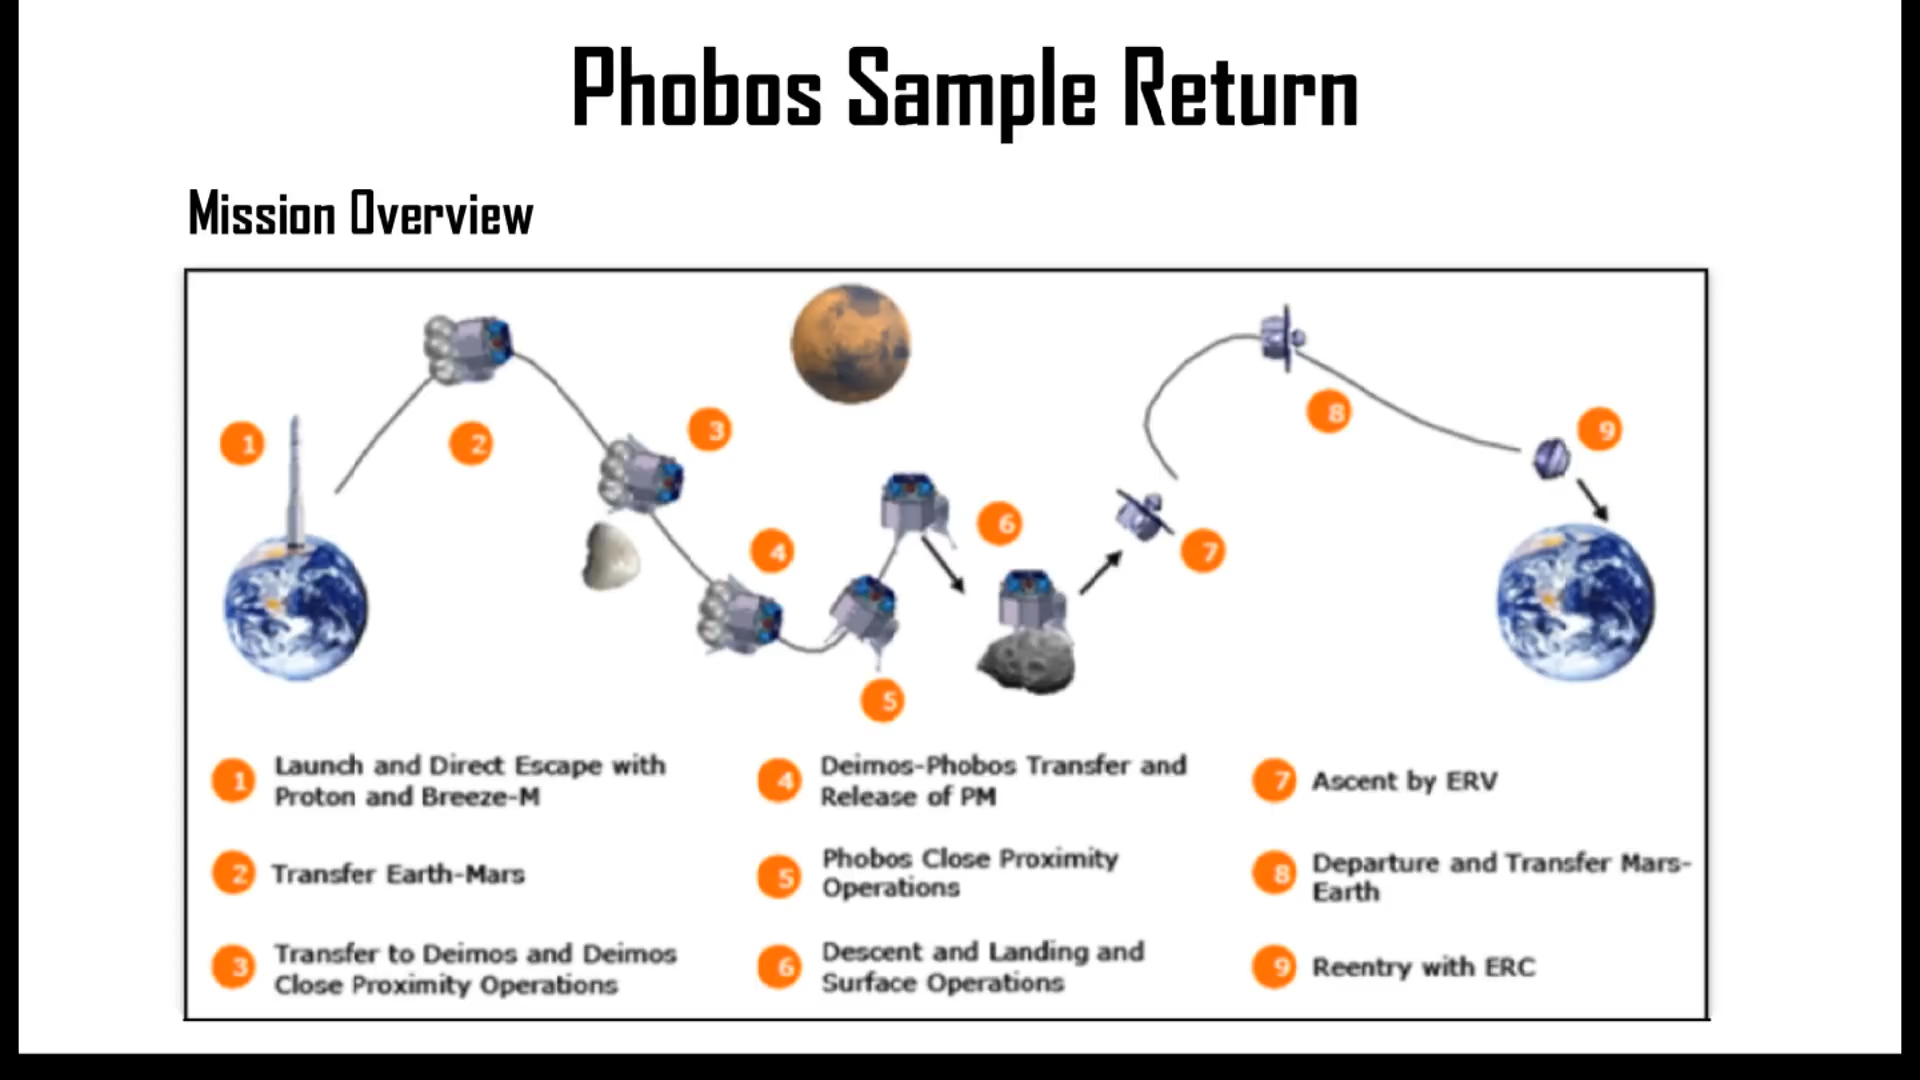 Phobos Sample Return
Mission Overview
1
2
3
4
5
6
7
8
9
1 Launch and Direct Escape with
Proton and Breeze-M
2 Transfer Earth-Mars
3 Transfer to Deimos and Deimos
Close Proximity Operations
4 Deimos-Phobos Transfer and
Release of PM
5 Phobos Close Proximity
Operations
6 Descent and Landing and
Surface Operations
7 Ascent by ERV
8 Departure and Transfer Mars-
Earth
9 Reentry with ERC